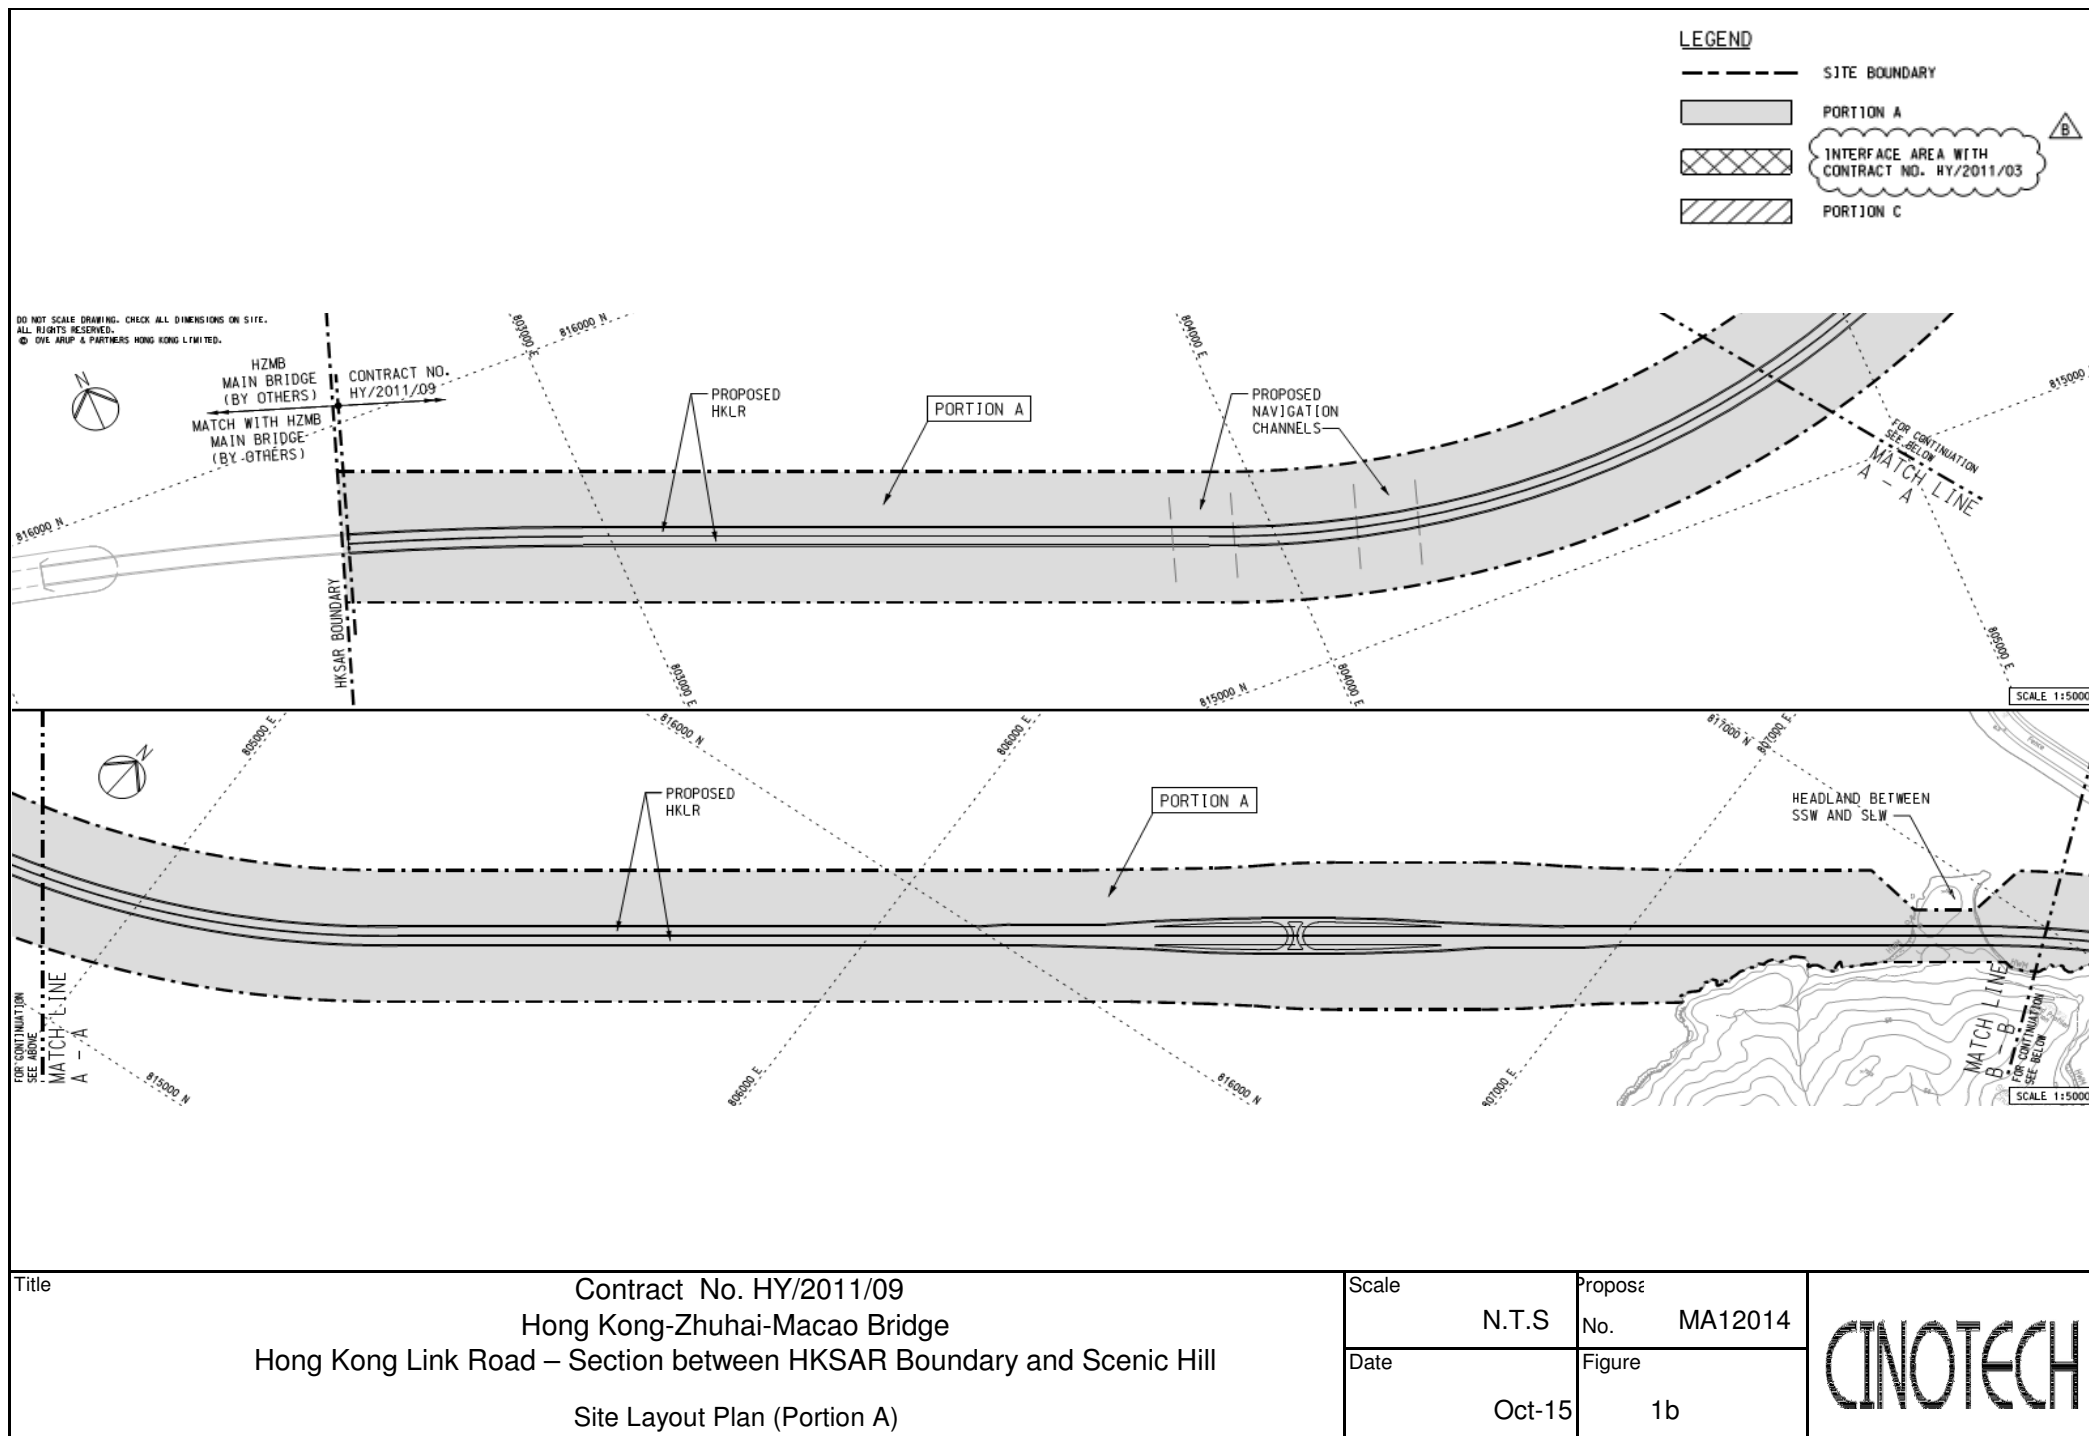 LEGEND
SITE BOUNDARY
PORTION A
B
INTERFACE AREA WITH
CONTRACT NO. HY/2011/03
PORTION C
DO NOT SCALE DRAWING. CHECK ALL DIMENSIONS ON SITE.
ALL RIGHTS RESERVED.
© OVE ARUP & PARTNERS HONG KONG LIMITED.
N
HZMB
MAIN BRIDGE
(BY OTHERS)
CONTRACT NO.
HY/2011/09
MATCH WITH HZMB
MAIN BRIDGE
(BY OTHERS)
803000 E
816000 N
PROPOSED
HKLR
PORTION A
804000 E
PROPOSED
NAVIGATION
CHANNELS
815000
FOR CONTINUATION
SEE BELOW
MATCH LINE
A - A
816000 N
HKSAR BOUNDARY
803000 E
815000 N
804000 E
805000 E
SCALE 1:5000
805000 E
N
816000 N
806000 E
817000 N
807000 E
Fence
PROPOSED
HKLR
PORTION A
HEADLAND BETWEEN
SSW AND SLW
FOR CONTINUATION
SEE ABOVE
MATCH LINE
A - A
815000 N
806000 E
816000 N
807000 E
HWM
HWM
MATCH LINE
B - B
FOR CONTINUATION
SEE BELOW
HWM
SCALE 1:5000
Title
Contract No. HY/2011/09
Hong Kong-Zhuhai-Macao Bridge
Hong Kong Link Road – Section between HKSAR Boundary and Scenic Hill
Site Layout Plan (Portion A)
Scale
N.T.S
Proposa
No.
MA12014
Date
Oct-15
Figure
1b
CINOTECH